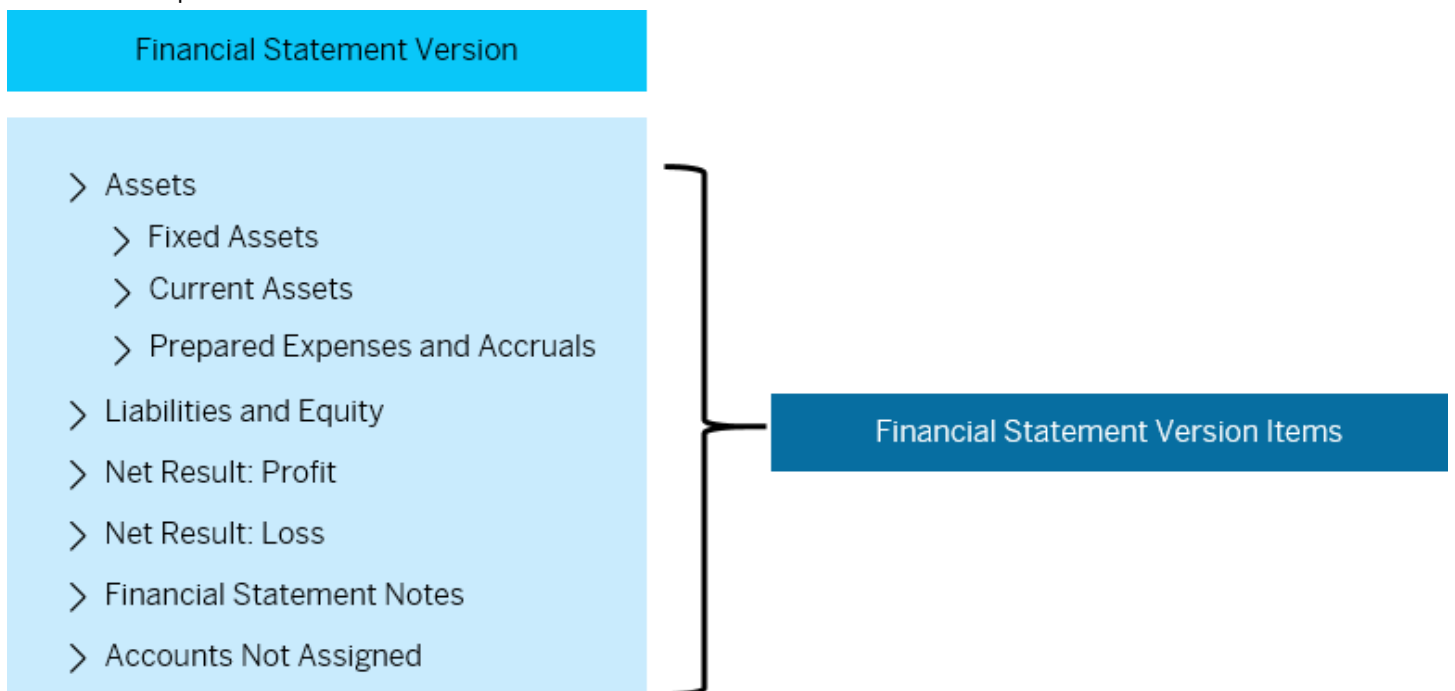 Financial Statement Version
Assets
Fixed Assets
Current Assets
Prepared Expenses and Accruals
Liabilities and Equity
Net Result: Profit
Net Result: Loss
Financial Statement Notes
Accounts Not Assigned
Financial Statement Version Items